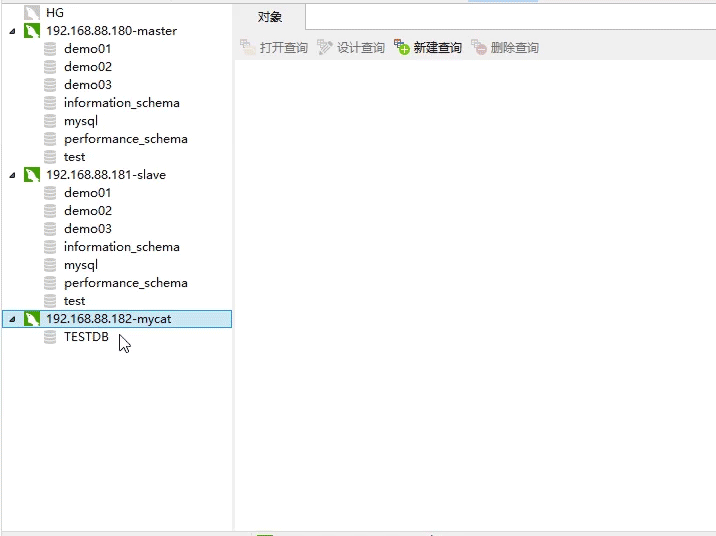 HG
192.168.88.180-master
demo01
demo02
demo03
information_schema
mysql
performance_schema
test
192.168.88.181-slave
demo01
demo02
demo03
information_schema
mysql
performance_schema
test
192.168.88.182-mycat
TESTDB
对象
打开查询 设计查询 新建查询 删除查询